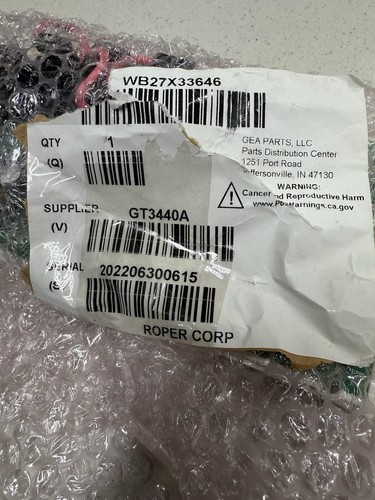 WB27X33646
QTY 1
(Q)
GEA PARTS, LLC
Parts Distribution Center
1251 Port Road
Jeffersonville, IN 47130
WARNING:
Cancer and Reproductive Harm
www.P65Warnings.ca.gov
SUPPLIER GT3440A
(V)
SERIAL 202206300615
(S)
ROPER CORP